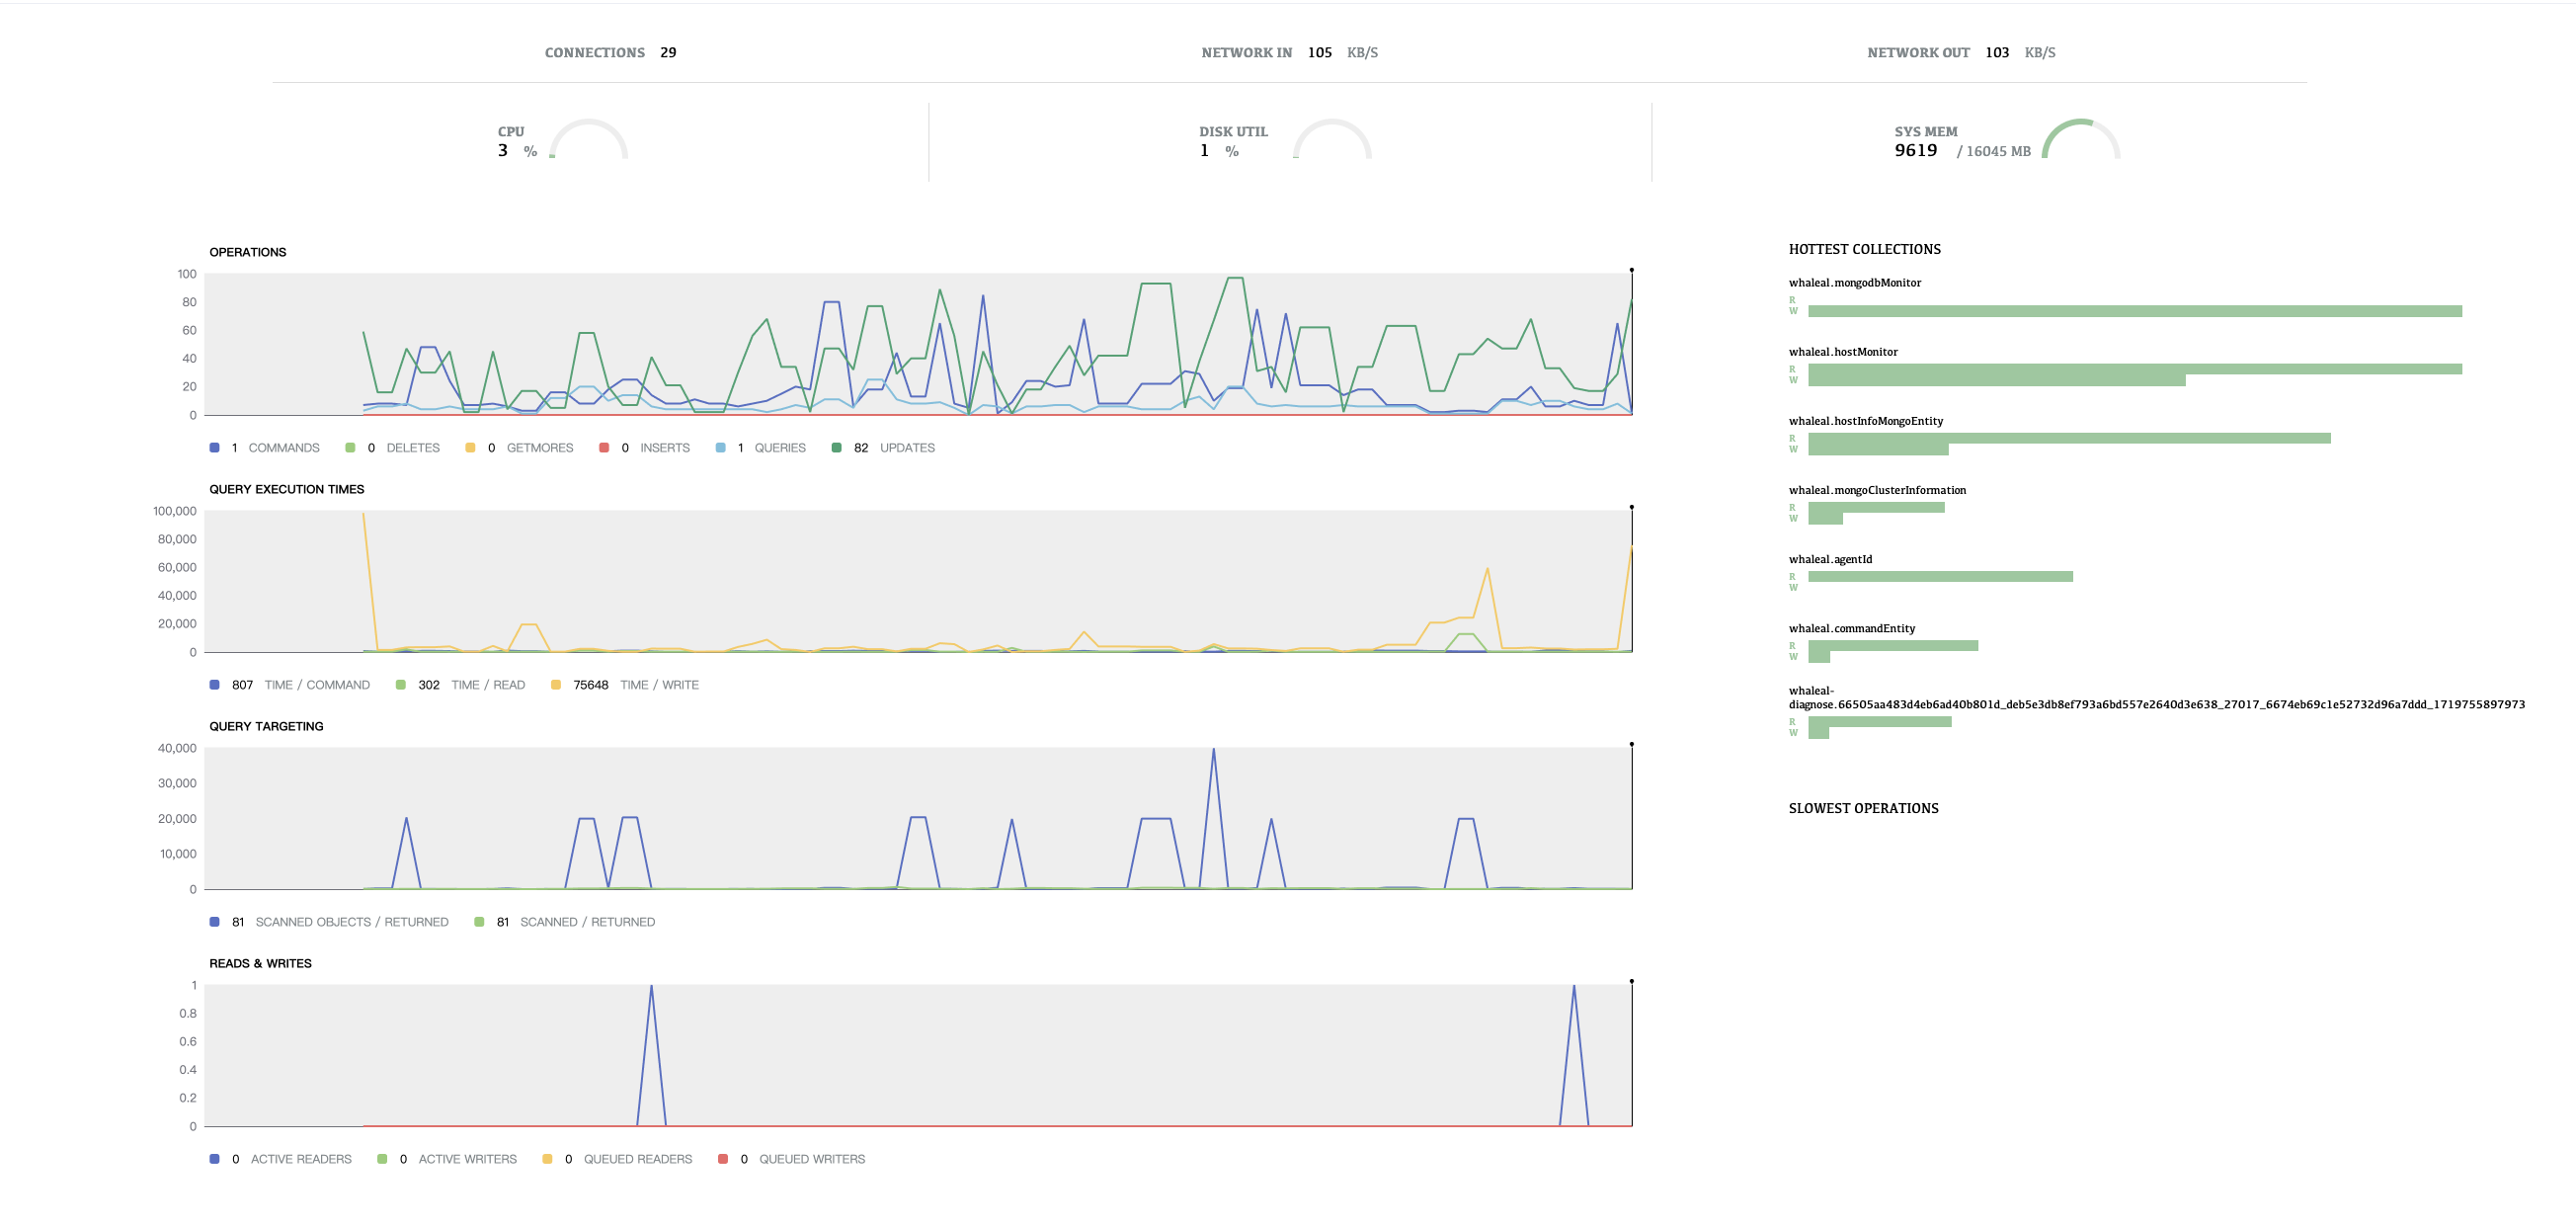 CONNECTIONS 29 NETWORK IN 105 KB/S NETWORK OUT 103 KB/S
CPU
3 %
DISK UTIL
1 %
SYS MEM
9619 / 16045 MB
OPERATIONS
100
80
60
40
20
0
1 COMMANDS 0 DELETES 0 GETMORES 0 INSERTS 1 QUERIES 82 UPDATES
QUERY EXECUTION TIMES
100,000
80,000
60,000
40,000
20,000
0
807 TIME / COMMAND 302 TIME / READ 75648 TIME / WRITE
QUERY TARGETING
40,000
30,000
20,000
10,000
0
81 SCANNED OBJECTS / RETURNED 81 SCANNED / RETURNED
READS & WRITES
1
0.8
0.6
0.4
0.2
0
0 ACTIVE READERS 0 ACTIVE WRITERS 0 QUEUED READERS 0 QUEUED WRITERS
HOTTEST COLLECTIONS
whaleal.mongodbMonitor
R
W
whaleal.hostMonitor
R
W
whaleal.hostInfoMongoEntity
R
W
whaleal.mongoClusterInformation
R
W
whaleal.agentId
R
W
whaleal.commandEntity
R
W
whaleal-
diagnose.66505aa483d4eb6ad40b801d_deb5e3db8ef793a6bd557e2640d3e638_27017_6674eb69c1e52732d96a7ddd_1719755897973
R
W
SLOWEST OPERATIONS